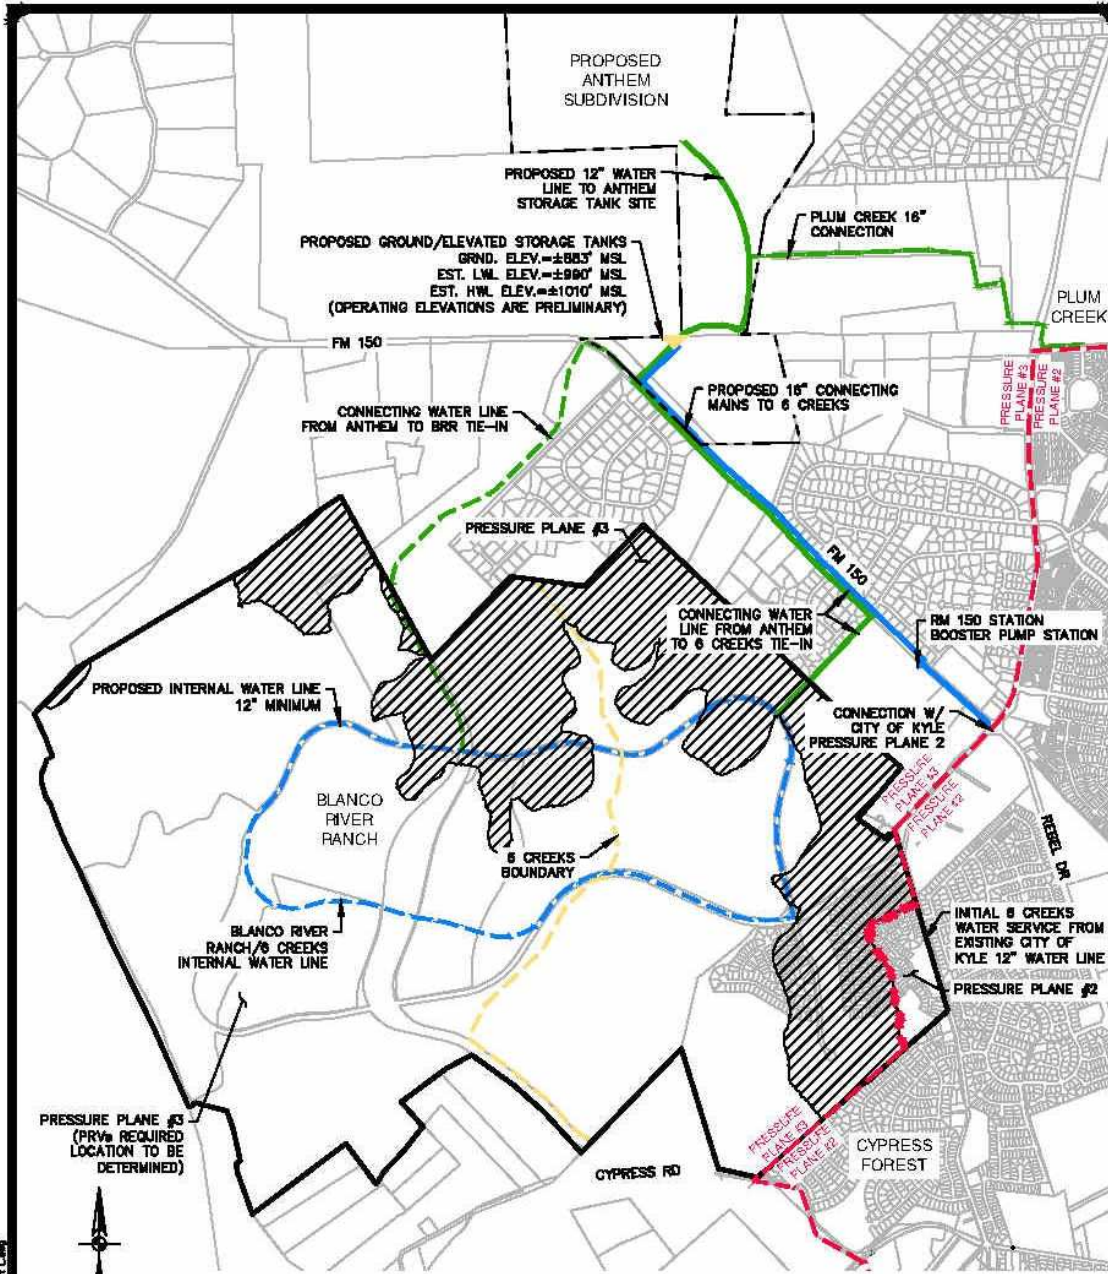 PROPOSED
ANTHEM
SUBDIVISION
PROPOSED 12" WATER
LINE TO ANTHEM
STORAGE TANK SITE
PLUM CREEK 16"
CONNECTION
PROPOSED GROUND/ELEVATED STORAGE TANKS
GRND. ELEV.=±883' MSL
EST. LWL ELEV.=±990' MSL
EST. HWL ELEV.=±1010' MSL
(OPERATING ELEVATIONS ARE PRELIMINARY)
PLUM
CREEK
FM 150
PRESSURE
PLANE #3
PRESSURE
PLANE #2
PROPOSED 16" CONNECTING
MAINS TO 6 CREEKS
CONNECTING WATER LINE
FROM ANTHEM TO BRR TIE-IN
PRESSURE PLANE #3
FM 150
CONNECTING WATER
LINE FROM ANTHEM
TO 6 CREEKS TIE-IN
RM 150 STATION
BOOSTER PUMP STATION
PROPOSED INTERNAL WATER LINE
12" MINIMUM
CONNECTION W/
CITY OF KYLE
PRESSURE PLANE 2
PRESSURE
PLANE #3
PRESSURE
PLANE #2
BLANCO
RIVER
RANCH
REBEL DR
6 CREEKS
BOUNDARY
BLANCO RIVER
RANCH/6 CREEKS
INTERNAL WATER LINE
INITIAL 6 CREEKS
WATER SERVICE FROM
EXISTING CITY OF
KYLE 12" WATER LINE
PRESSURE PLANE #2
PRESSURE PLANE #3
(PRVs REQUIRED
LOCATION TO BE
DETERMINED)
PRESSURE
PLANE #3
PRESSURE
PLANE #2
CYPRESS
FOREST
CYPRESS RD